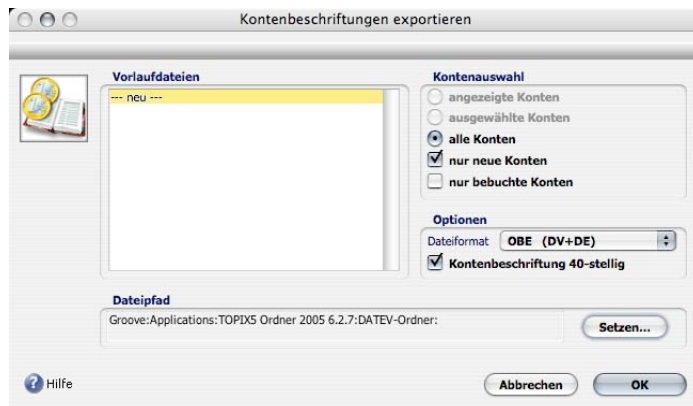 Kontenbeschriftungen exportieren
Vorlaufdateien
--- neu ---
Kontenauswahl
angezeigte Konten
ausgewählte Konten
alle Konten
nur neue Konten
nur bebuchte Konten
Optionen
Dateiformat OBE (DV+DE)
Kontenbeschriftung 40-stellig
Dateipfad
Groove:Applications:TOPIX5 Ordner 2005 6.2.7:DATEV-Ordner:
Setzen...
Hilfe
Abbrechen
OK